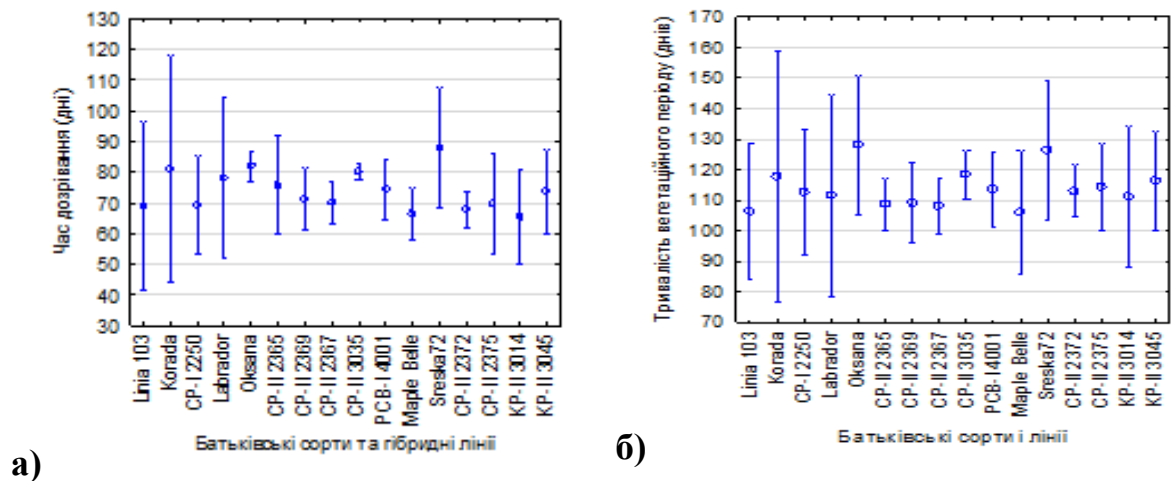 130
120
110
100
90
80
70
60
50
40
30
Час дозрівання (дні)
Linia 103
Korada
CP-I 2250
Labrador
Oksana
CP-II 2365
CP-II 2369
CP-II 2367
CP-II 3035
PCB-I 4001
Maple Belle
Sreska72
CP-II 2372
CP-II 2375
KP-II 3014
KP-II 3045
Батьківські сорти та гібридні лінії
а)
170
160
150
140
130
120
110
100
90
80
70
Тривалість вегетаційного періоду (днів)
Linia 103
Korada
CP-I 2250
Labrador
Oksana
CP-II 2365
CP-II 2369
CP-II 2367
CP-II 3035
PCB-I 4001
Maple Belle
Sreska72
CP-II 2372
CP-II 2375
KP-II 3014
KP-II 3045
Батьківські сорти і лінії
б)